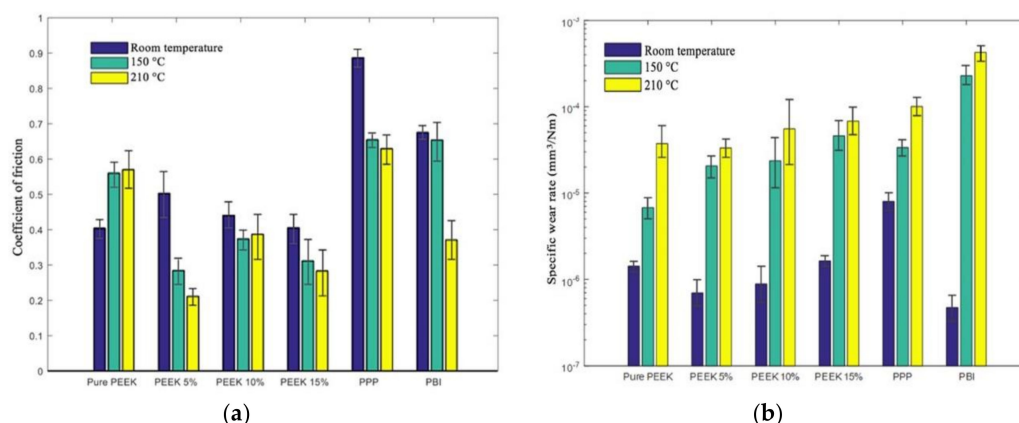 1
0.9
0.8
0.7
0.6
0.5
0.4
0.3
0.2
0.1
0
Coefficient of friction
Room temperature
150 °C
210 °C
Pure PEEK PEEK 5% PEEK 10% PEEK 15% PPP PBI
(a)
10⁻³
10⁻⁴
10⁻⁵
10⁻⁶
10⁻⁷
Specific wear rate (mm³/Nm)
Room temperature
150 °C
210 °C
Pure PEEK PEEK 5% PEEK 10% PEEK 15% PPP PBI
(b)